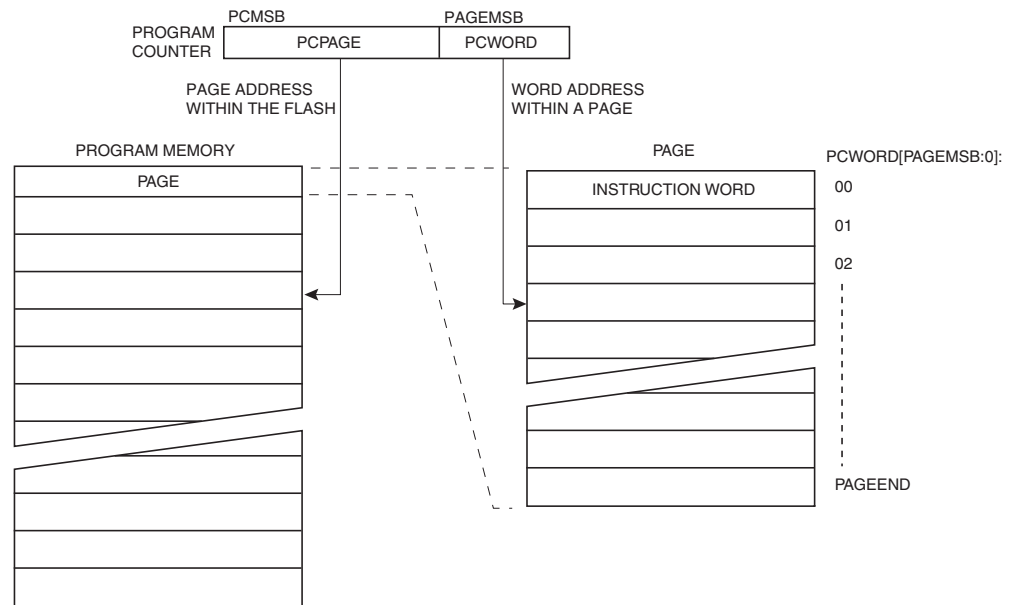 PCMSB
PAGEMSB
PROGRAM
COUNTER
PCPAGE
PCWORD
PAGE ADDRESS
WITHIN THE FLASH
WORD ADDRESS
WITHIN A PAGE
PROGRAM MEMORY
PAGE
PAGE
PCWORD[PAGEMSB:0]:
INSTRUCTION WORD
00
01
02
PAGEEND